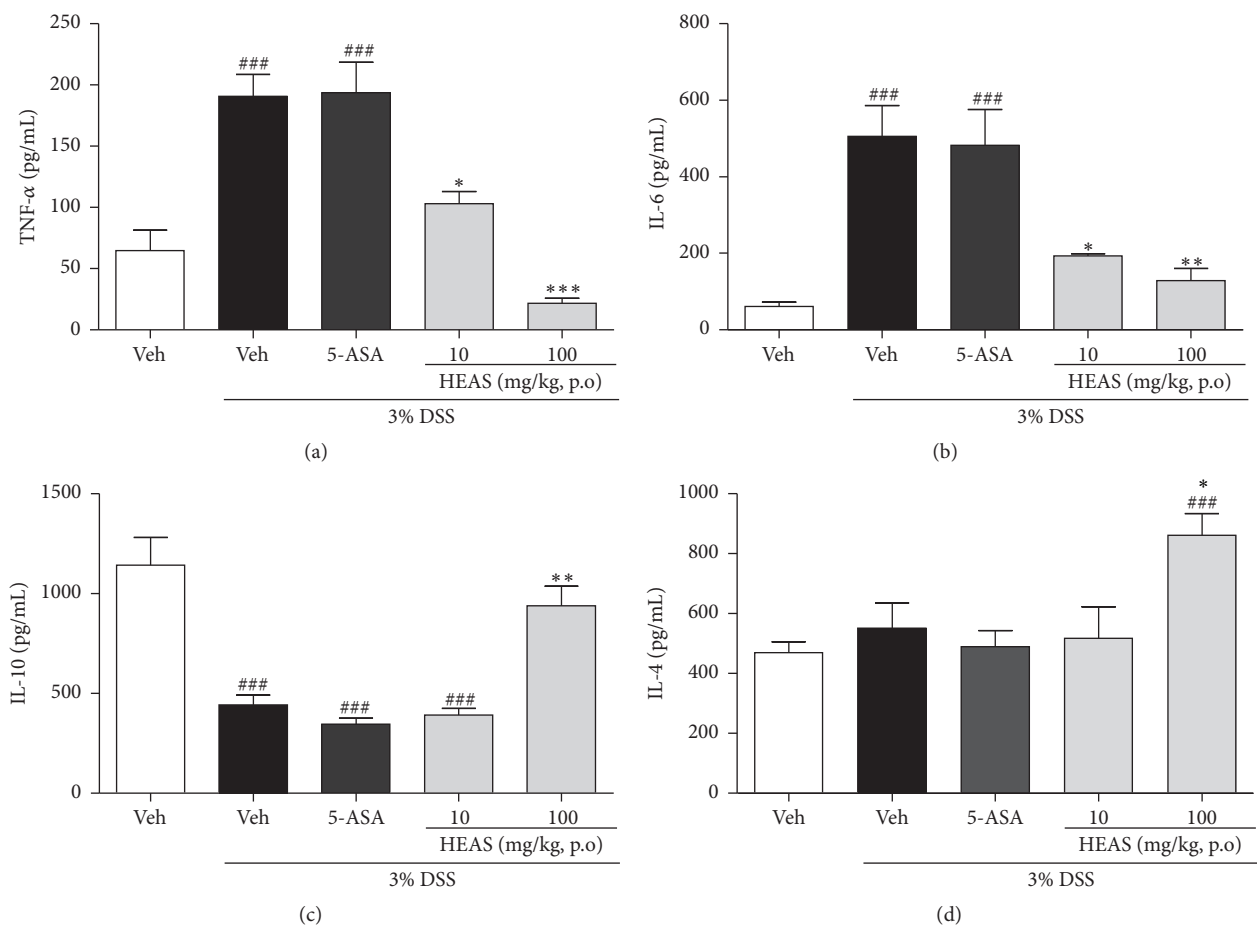 250
200
150
100
50
0
TNF-α (pg/mL)
###
###
*
***
Veh
Veh
5-ASA
10
100
HEAS (mg/kg, p.o)
3% DSS
(a)
800
600
400
200
0
IL-6 (pg/mL)
###
###
*
**
Veh
Veh
5-ASA
10
100
HEAS (mg/kg, p.o)
3% DSS
(b)
1500
1000
500
0
IL-10 (pg/mL)
###
###
###
**
Veh
Veh
5-ASA
10
100
HEAS (mg/kg, p.o)
3% DSS
(c)
1000
800
600
400
200
0
IL-4 (pg/mL)
*
###
Veh
Veh
5-ASA
10
100
HEAS (mg/kg, p.o)
3% DSS
(d)